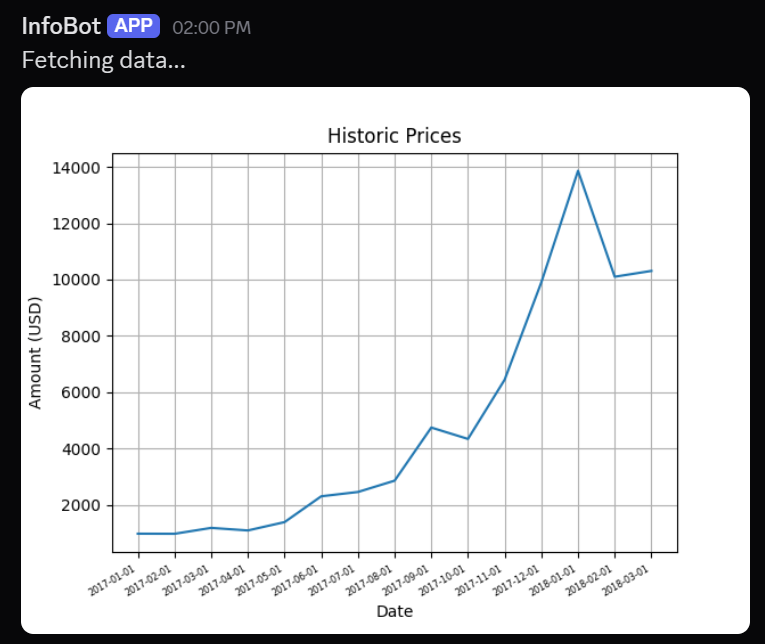 InfoBot APP 02:00 PM
Fetching data...
Historic Prices
14000
12000
10000
8000
6000
4000
2000
Amount (USD)
2017-01-01 2017-02-01 2017-03-01 2017-04-01 2017-05-01 2017-06-01 2017-07-01 2017-08-01 2017-09-01 2017-10-01 2017-11-01 2017-12-01 2018-01-01 2018-02-01 2018-03-01
Date